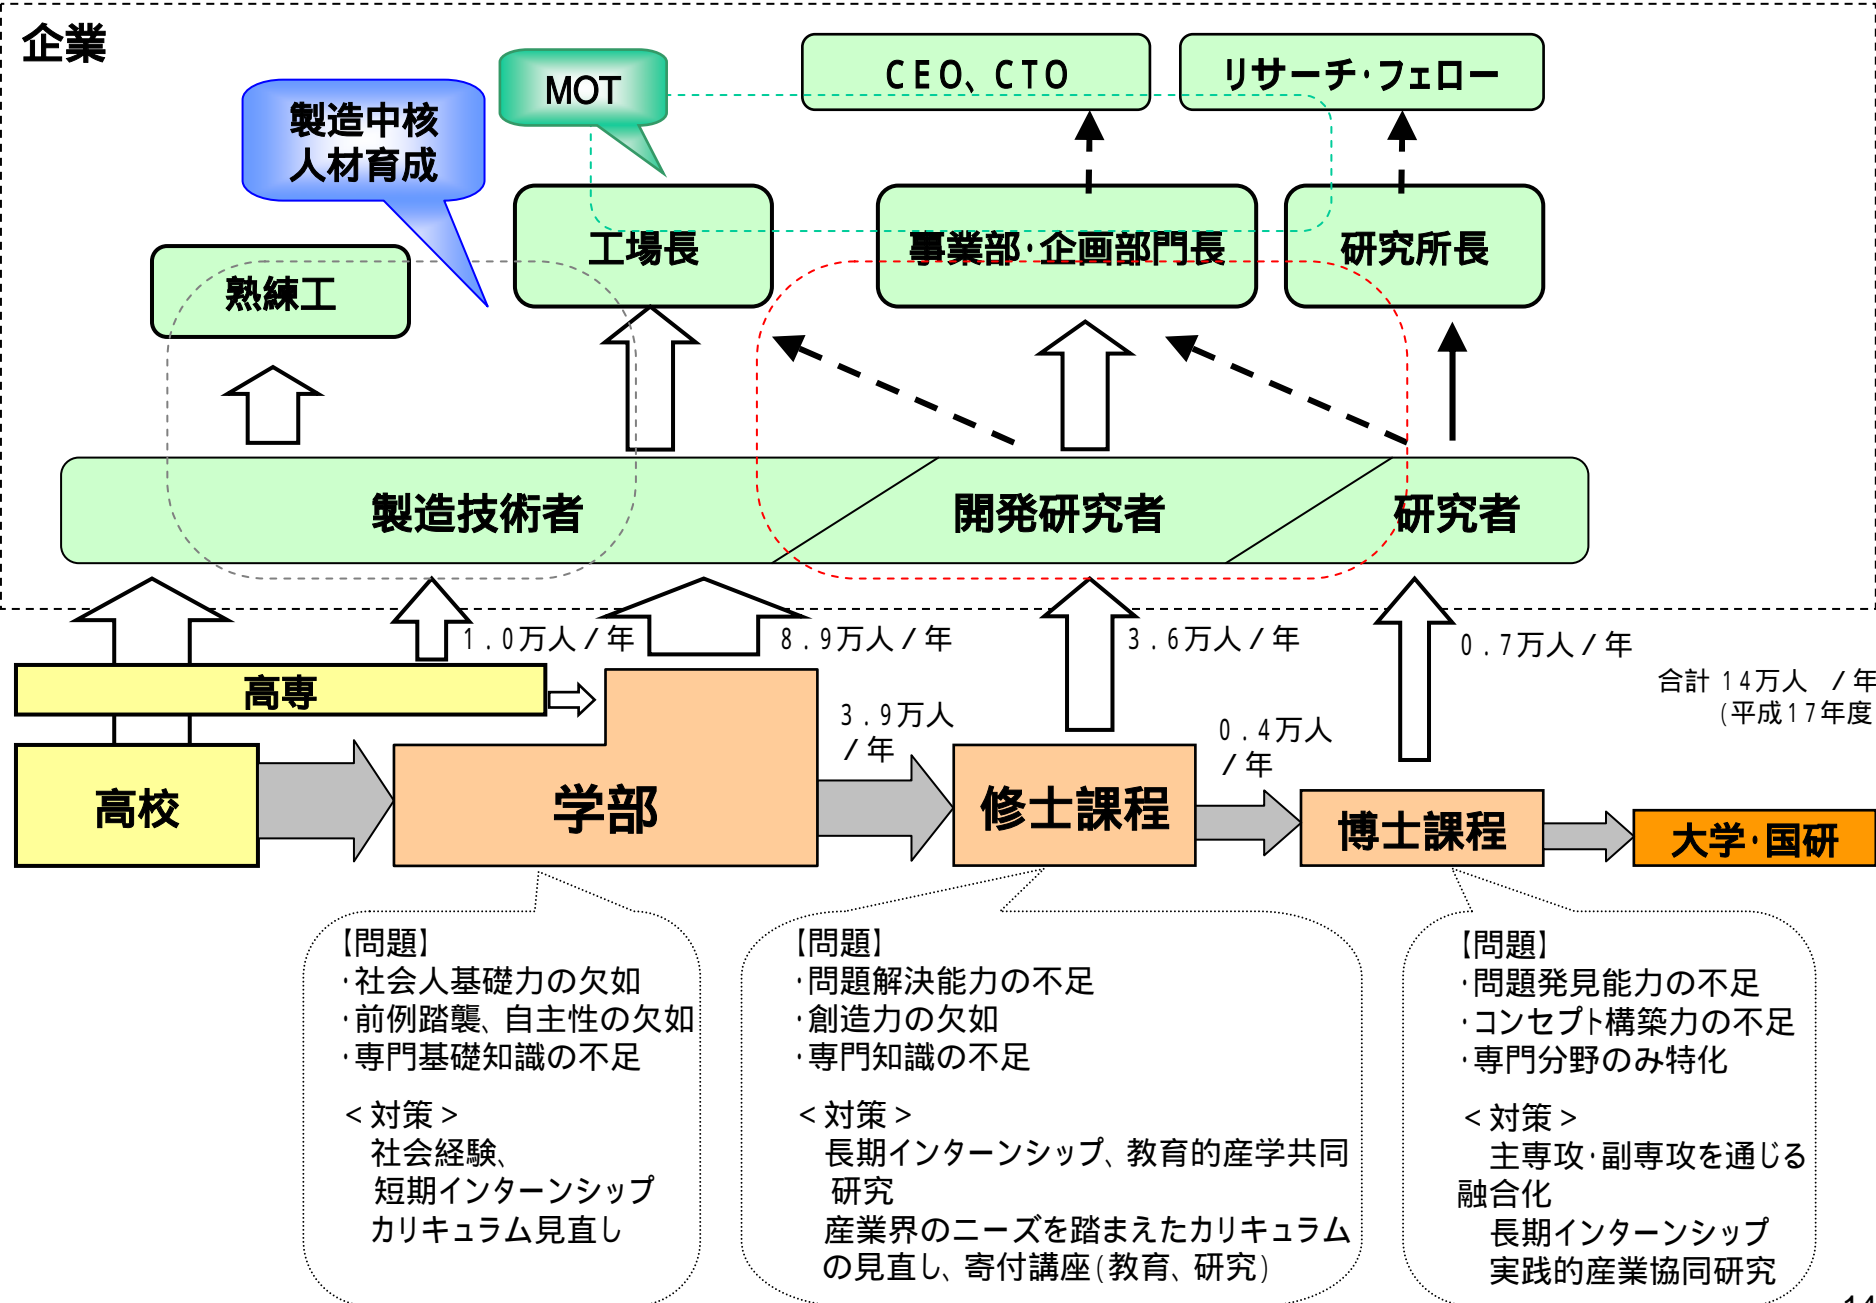 企業
製造中核
人材育成
MOT
CEO、CTO
リサーチ・フェロー
熟練工
工場長
事業部・企画部門長
研究所長
製造技術者
開発研究者
研究者
1.0万人/年
8.9万人/年
3.6万人/年
0.7万人/年
合計 14万人 /年
(平成17年度
高専
3.9万人
/年
0.4万人
/年
高校
学部
修士課程
博士課程
大学・国研
【問題】
・社会人基礎力の欠如
・前例踏襲、自主性の欠如
・専門基礎知識の不足
<対策>
社会経験、
短期インターンシップ
カリキュラム見直し
【問題】
・問題解決能力の不足
・創造力の欠如
・専門知識の不足
<対策>
長期インターンシップ、教育的産学共同
研究
産業界のニーズを踏まえたカリキュラム
の見直し、寄付講座(教育、研究)
【問題】
・問題発見能力の不足
・コンセプト構築力の不足
・専門分野のみ特化
<対策>
主専攻・副専攻を通じる
融合化
長期インターンシップ
実践的産業協同研究